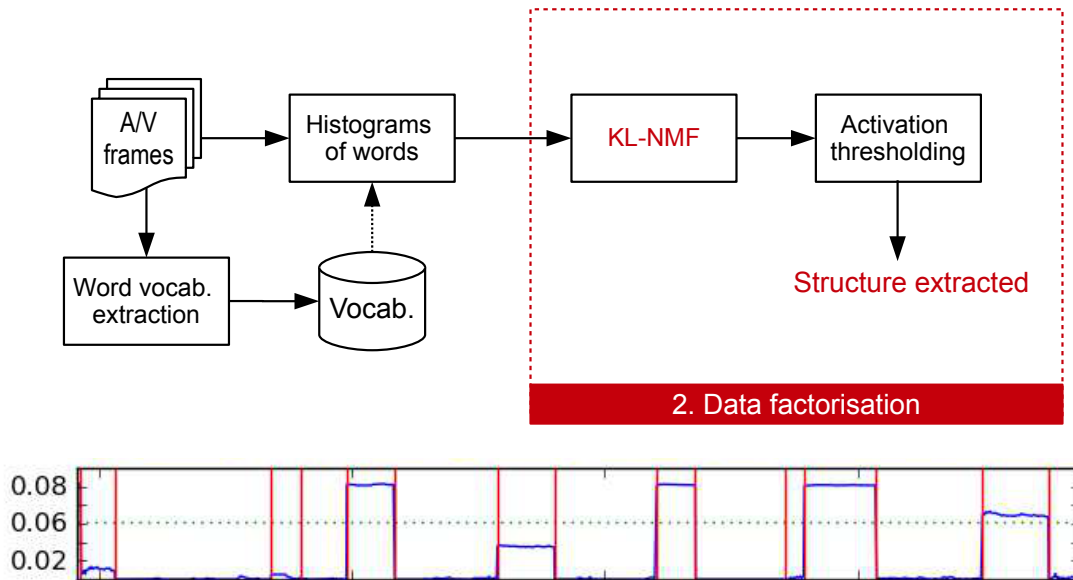 A/V
frames
Histograms
of words
KL-NMF
Activation
thresholding
Word vocab.
extraction
Vocab.
Structure extracted
2. Data factorisation
0.08
0.06
0.02